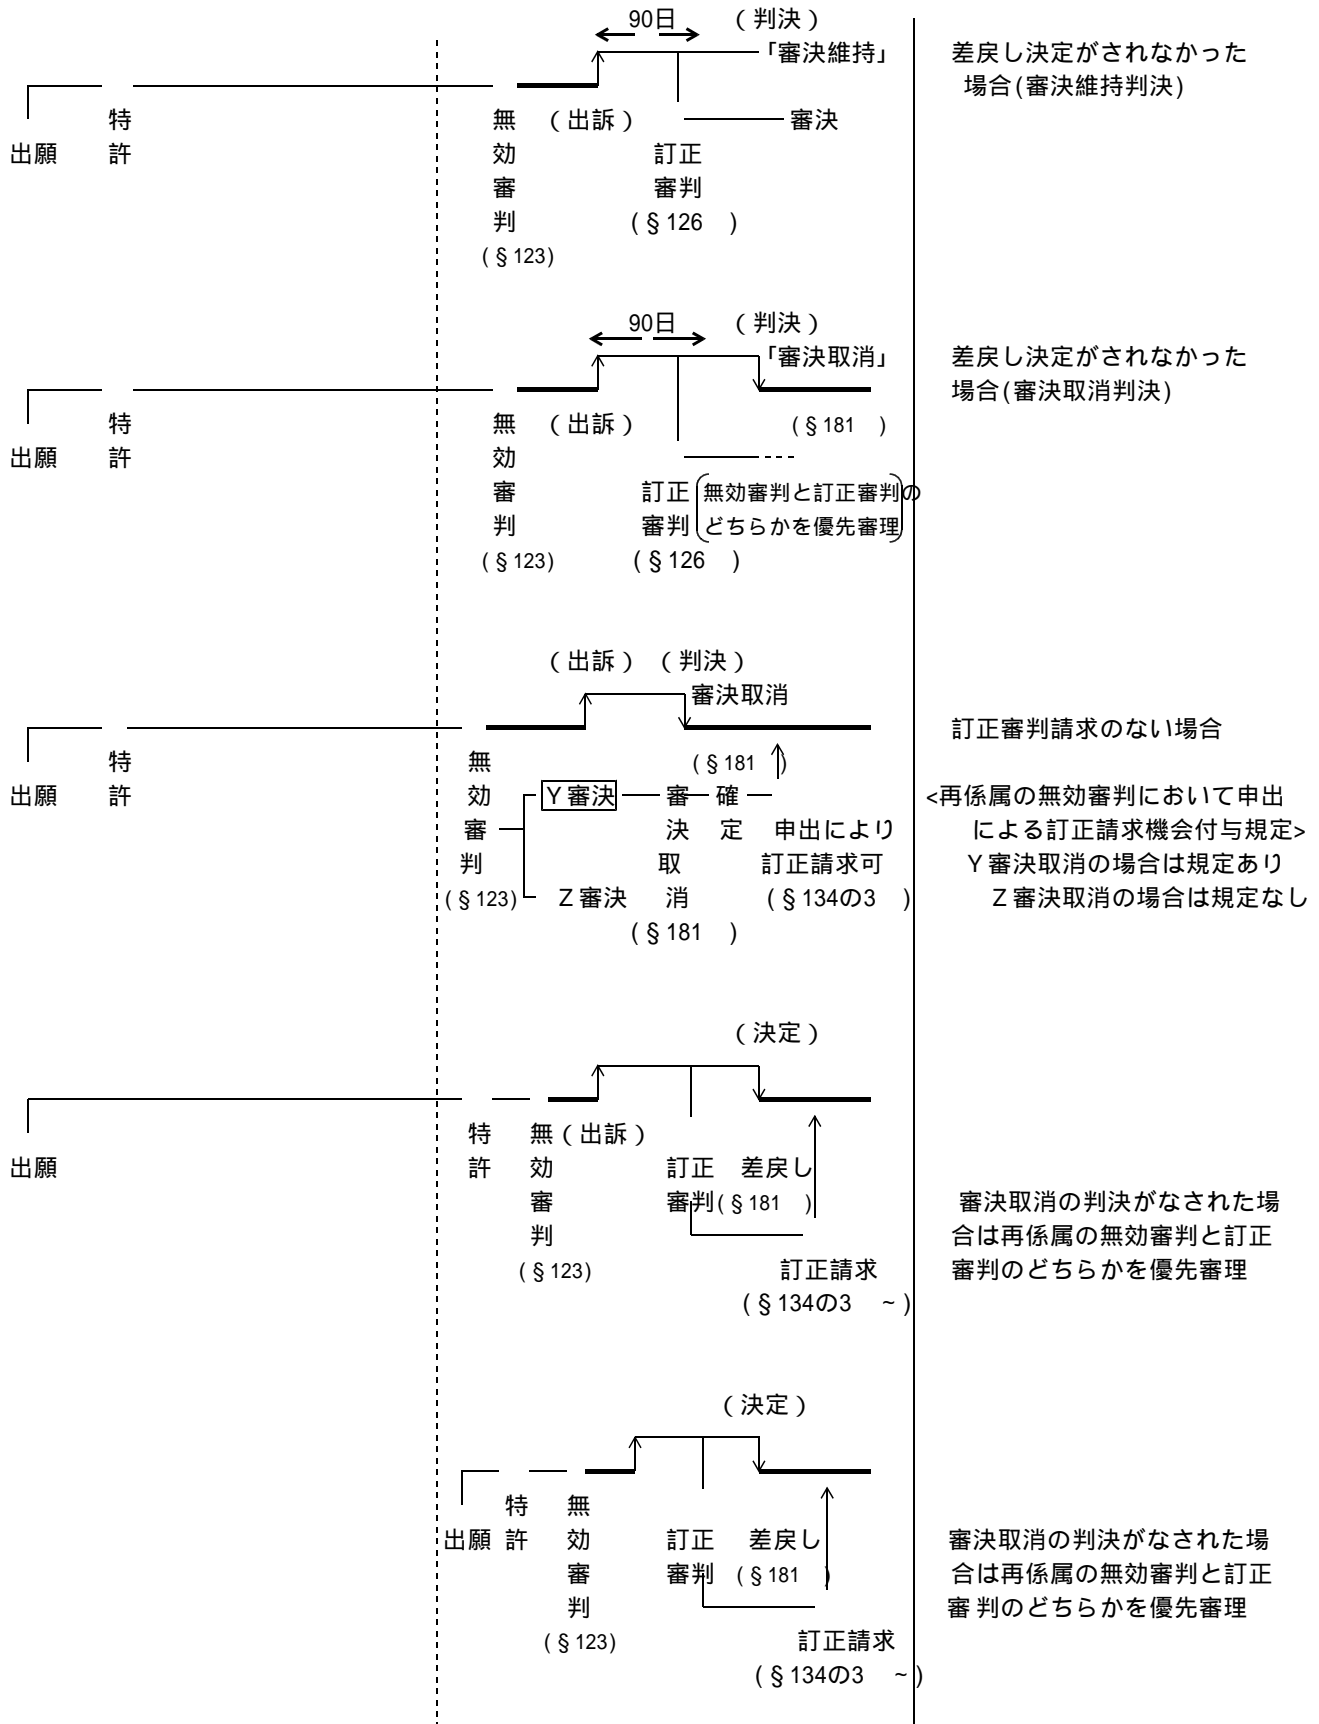 90日 （判決）
「審決維持」
差戻し決定がされなかった
場合(審決維持判決)
出願
特許
無効審判
(§123)
（出訴）
訂正
審判
(§126　)
審決
90日 （判決）
「審決取消」
差戻し決定がされなかった
場合(審決取消判決)
出願
特許
無効審判
(§123)
（出訴）
(§181　)
訂正
審判
(§126　)
無効審判と訂正審判の
どちらかを優先審理
（出訴）（判決）
審決取消
訂正審判請求のない場合
出願
特許
無効審判
(§123)
(§181　)
Y審決
Z審決
審決取消
(§181　)
確定
申出により
訂正請求可
(§134の3　)
<再係属の無効審判において申出
による訂正請求機会付与規定>
Y審決取消の場合は規定あり
Z審決取消の場合は規定なし
（決定）
出願
特許
無効審判
(§123)
（出訴）
訂正
審判
差戻し
(§181　)
訂正請求
(§134の3　~)
審決取消の判決がなされた場
合は再係属の無効審判と訂正
審判のどちらかを優先審理
（決定）
出願
特許
無効審判
(§123)
訂正
審判
差戻し
(§181　)
訂正請求
(§134の3　~)
審決取消の判決がなされた場
合は再係属の無効審判と訂正
審判のどちらかを優先審理